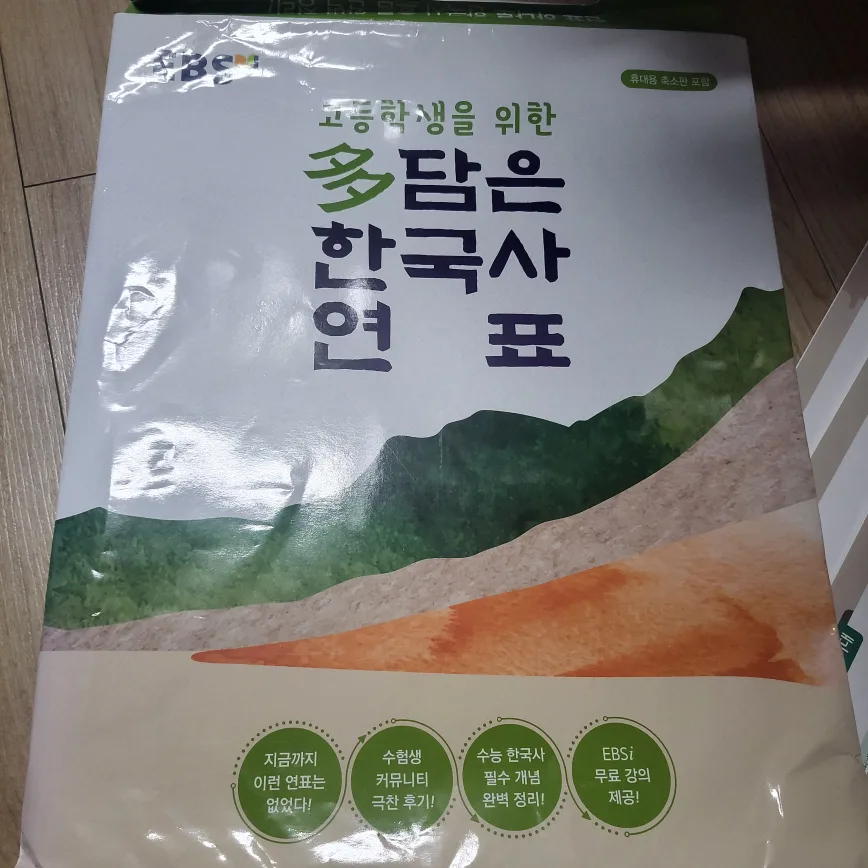 EBS
휴대용 축소판 포함
고등학생을 위한
多담은
한국사
연 표
지금까지
이런 연표는
없었다!
수험생
커뮤니티
극찬 후기!
수능 한국사
필수 개념
완벽 정리!
EBSi
무료 강의
제공!